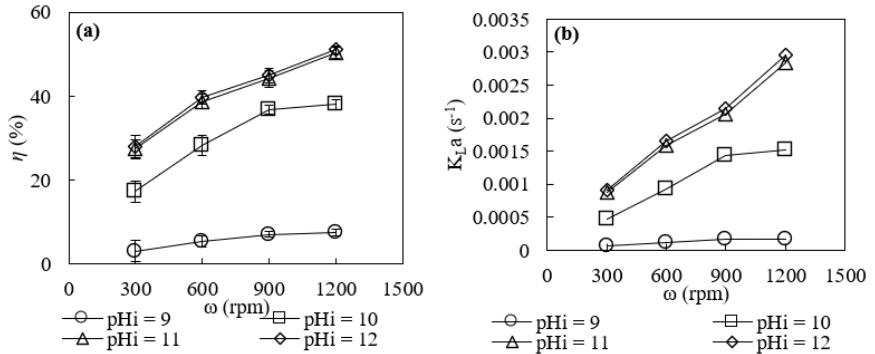 (a)
60
40
20
0
η (%)
0 300 600 900 1200 1500
ω (rpm)
pHi = 9 pHi = 10
pHi = 11 pHi = 12
(b)
0.0035
0.003
0.0025
0.002
0.0015
0.001
0.0005
0
KLa (s-1)
0 300 600 900 1200 1500
ω (rpm)
pHi = 9 pHi = 10
pHi = 11 pHi = 12